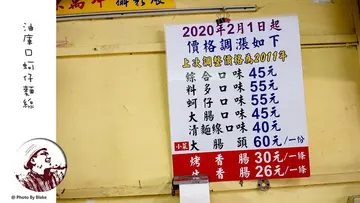 油庫口蚵仔麵線
@ Photo By Bloke
2020年2月1日起
價格調漲如下
上次調整價格為2011年
綜合口味45元
料多口味55元
蚵仔口味55元
大腸口味45元
清麵線口味40元
小菜 大腸頭60元/一份
烤香腸30元/一條
生香腸26元/一條